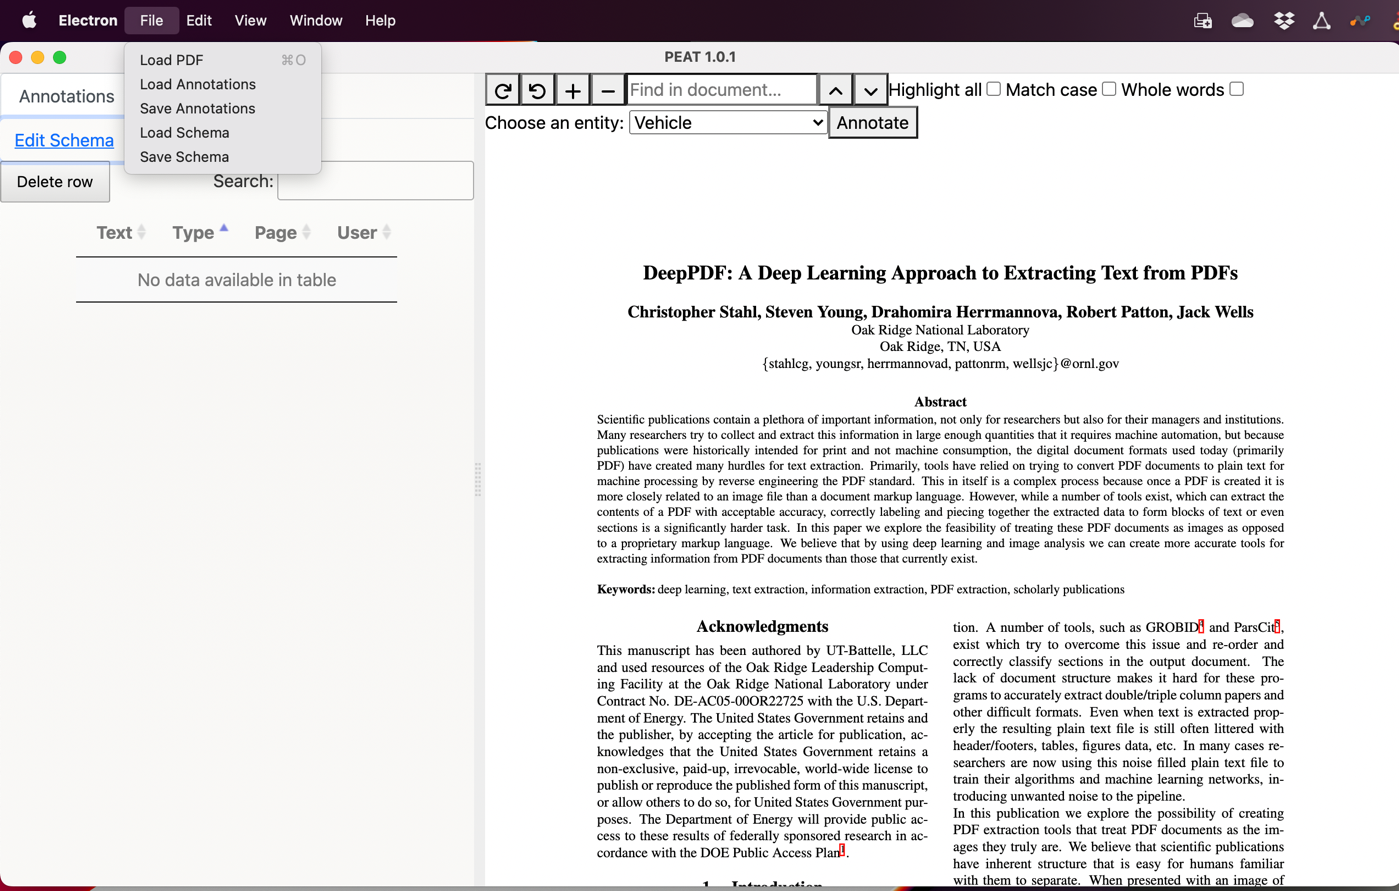 Electron File Edit View Window Help
PEAT 1.0.1
Load PDF ⌘O
Load Annotations
Save Annotations
Load Schema
Save Schema
Annotations
Edit Schema
Delete row
Search:
Text Type Page User
No data available in table
Find in document... Highlight all Match case Whole words
Choose an entity: Vehicle Annotate
DeepPDF: A Deep Learning Approach to Extracting Text from PDFs
Christopher Stahl, Steven Young, Drahomira Herrmannova, Robert Patton, Jack Wells
Oak Ridge National Laboratory
Oak Ridge, TN, USA
{stahlcg, youngsr, herrmannovad, pattonrm, wellsjc}@ornl.gov
Abstract
Scientific publications contain a plethora of important information, not only for researchers but also for their managers and institutions.
Many researchers try to collect and extract this information in large enough quantities that it requires machine automation, but because
publications were historically intended for print and not machine consumption, the digital document formats used today (primarily
PDF) have created many hurdles for text extraction. Primarily, tools have relied on trying to convert PDF documents to plain text for
machine processing by reverse engineering the PDF standard. This in itself is a complex process because once a PDF is created it is
more closely related to an image file than a document markup language. However, while a number of tools exist, which can extract the
contents of a PDF with acceptable accuracy, correctly labeling and piecing together the extracted data to form blocks of text or even
sections is a significantly harder task. In this paper we explore the feasibility of treating these PDF documents as images as opposed
to a proprietary markup language. We believe that by using deep learning and image analysis we can create more accurate tools for
extracting information from PDF documents than those that currently exist.
Keywords: deep learning, text extraction, information extraction, PDF extraction, scholarly publications
Acknowledgments
This manuscript has been authored by UT-Battelle, LLC
and used resources of the Oak Ridge Leadership Comput-
ing Facility at the Oak Ridge National Laboratory under
Contract No. DE-AC05-00OR22725 with the U.S. Depart-
ment of Energy. The United States Government retains and
the publisher, by accepting the article for publication, ac-
knowledges that the United States Government retains a
non-exclusive, paid-up, irrevocable, world-wide license to
publish or reproduce the published form of this manuscript,
or allow others to do so, for United States Government pur-
poses. The Department of Energy will provide public ac-
cess to these results of federally sponsored research in ac-
cordance with the DOE Public Access Plan.
1. Introduction
tion. A number of tools, such as GROBID and ParsCit,
exist which try to overcome this issue and re-order and
correctly classify sections in the output document. The
lack of document structure makes it hard for these pro-
grams to accurately extract double/triple column papers and
other difficult formats. Even when text is extracted prop-
erly the resulting plain text file is still often littered with
header/footers, tables, figures data, etc. In many cases re-
searchers are now using this noise filled plain text file to
train their algorithms and machine learning networks, in-
troducing unwanted noise to the pipeline.
In this publication we explore the possibility of creating
PDF extraction tools that treat PDF documents as the im-
ages they truly are. We believe that scientific publications
have inherent structure that is easy for humans familiar
with them to separate. When presented with an image of